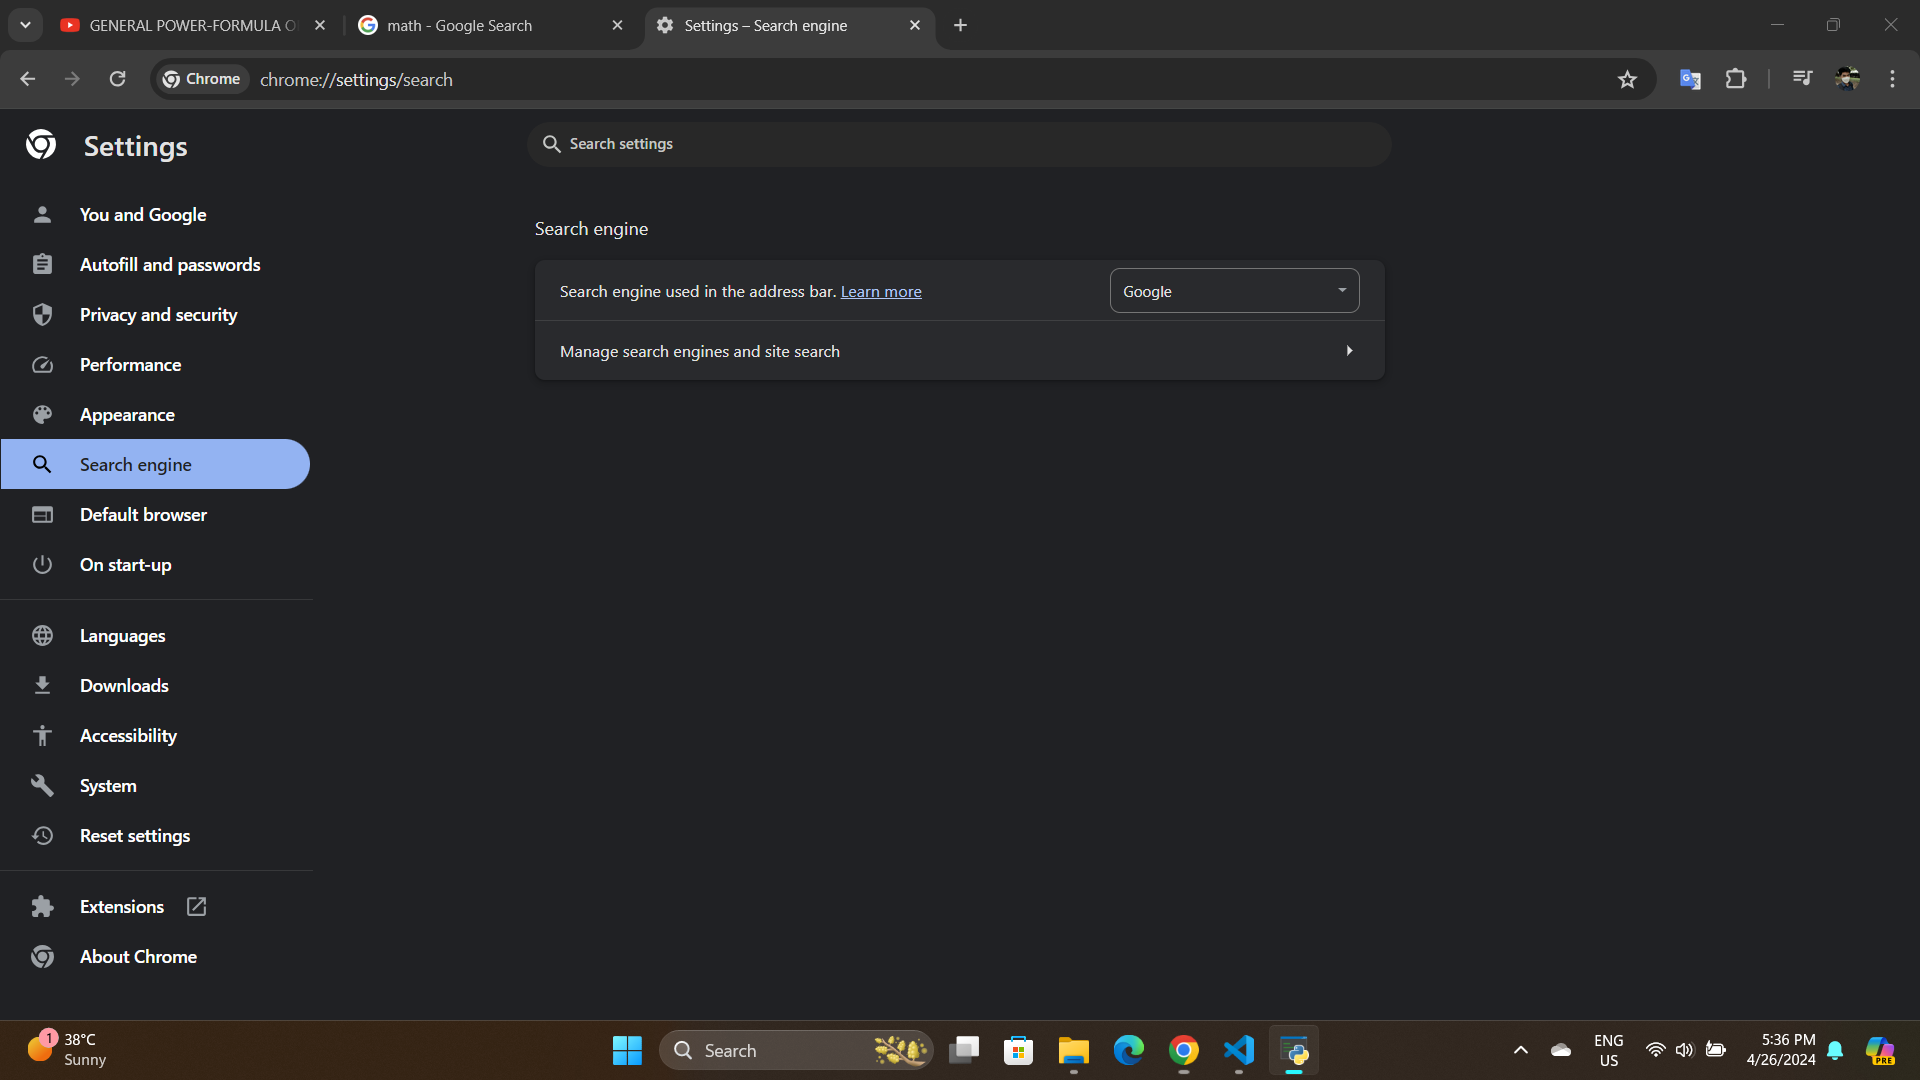 GENERAL POWER-FORMULA O
math - Google Search
Settings – Search engine
Chrome
chrome://settings/search
Settings
Search settings
You and Google
Autofill and passwords
Privacy and security
Performance
Appearance
Search engine
Default browser
On start-up
Languages
Downloads
Accessibility
System
Reset settings
Extensions
About Chrome
Search engine
Search engine used in the address bar. Learn more
Google
Manage search engines and site search
1
38°C
Sunny
Search
PRE
ENG
US
5:36 PM
4/26/2024